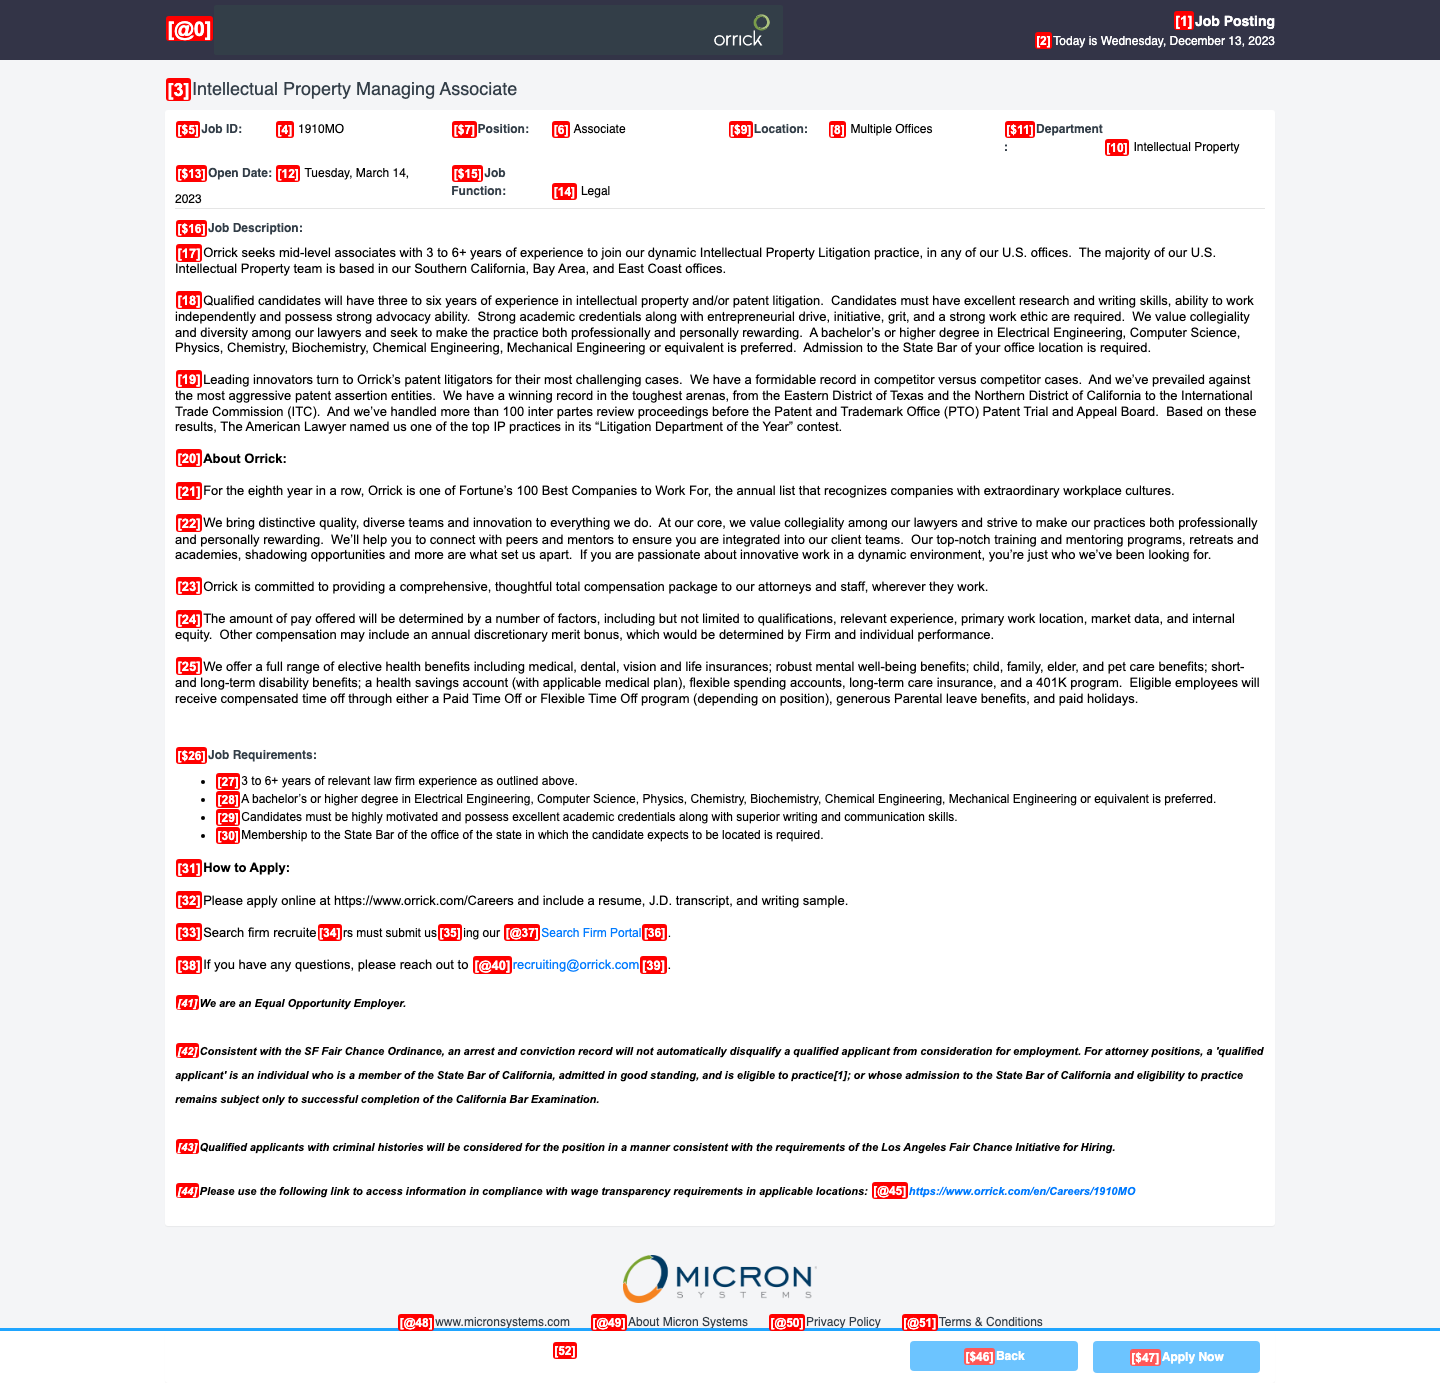 [@0] orrick
[1] Job Posting
[2] Today is Wednesday, December 13, 2023
[3] Intellectual Property Managing Associate
[$5] Job ID: [4] 1910MO [$7] Position: [6] Associate [$9] Location: [8] Multiple Offices [$11] Department
: [10] Intellectual Property
[$13] Open Date: [12] Tuesday, March 14, [$15] Job
Function: [14] Legal
2023
[$16] Job Description:
[17] Orrick seeks mid-level associates with 3 to 6+ years of experience to join our dynamic Intellectual Property Litigation practice, in any of our U.S. offices. The majority of our U.S.
Intellectual Property team is based in our Southern California, Bay Area, and East Coast offices.
[18] Qualified candidates will have three to six years of experience in intellectual property and/or patent litigation. Candidates must have excellent research and writing skills, ability to work
independently and possess strong advocacy ability. Strong academic credentials along with entrepreneurial drive, initiative, grit, and a strong work ethic are required. We value collegiality
and diversity among our lawyers and seek to make the practice both professionally and personally rewarding. A bachelor's or higher degree in Electrical Engineering, Computer Science,
Physics, Chemistry, Biochemistry, Chemical Engineering, Mechanical Engineering or equivalent is preferred. Admission to the State Bar of your office location is required.
[19] Leading innovators turn to Orrick's patent litigators for their most challenging cases. We have a formidable record in competitor versus competitor cases. And we've prevailed against
the most aggressive patent assertion entities. We have a winning record in the toughest arenas, from the Eastern District of Texas and the Northern District of California to the International
Trade Commission (ITC). And we've handled more than 100 inter partes review proceedings before the Patent and Trademark Office (PTO) Patent Trial and Appeal Board. Based on these
results, The American Lawyer named us one of the top IP practices in its “Litigation Department of the Year” contest.
[20] About Orrick:
[21] For the eighth year in a row, Orrick is one of Fortune's 100 Best Companies to Work For, the annual list that recognizes companies with extraordinary workplace cultures.
[22] We bring distinctive quality, diverse teams and innovation to everything we do. At our core, we value collegiality among our lawyers and strive to make our practices both professionally
and personally rewarding. We'll help you to connect with peers and mentors to ensure you are integrated into our client teams. Our top-notch training and mentoring programs, retreats and
academies, shadowing opportunities and more are what set us apart. If you are passionate about innovative work in a dynamic environment, you're just who we've been looking for.
[23] Orrick is committed to providing a comprehensive, thoughtful total compensation package to our attorneys and staff, wherever they work.
[24] The amount of pay offered will be determined by a number of factors, including but not limited to qualifications, relevant experience, primary work location, market data, and internal
equity. Other compensation may include an annual discretionary merit bonus, which would be determined by Firm and individual performance.
[25] We offer a full range of elective health benefits including medical, dental, vision and life insurances; robust mental well-being benefits; child, family, elder, and pet care benefits; short-
and long-term disability benefits; a health savings account (with applicable medical plan), flexible spending accounts, long-term care insurance, and a 401K program. Eligible employees will
receive compensated time off through either a Paid Time Off or Flexible Time Off program (depending on position), generous Parental leave benefits, and paid holidays.
[$26] Job Requirements:
• [27] 3 to 6+ years of relevant law firm experience as outlined above.
• [28] A bachelor's or higher degree in Electrical Engineering, Computer Science, Physics, Chemistry, Biochemistry, Chemical Engineering, Mechanical Engineering or equivalent is preferred.
• [29] Candidates must be highly motivated and possess excellent academic credentials along with superior writing and communication skills.
• [30] Membership to the State Bar of the office of the state in which the candidate expects to be located is required.
[31] How to Apply:
[32] Please apply online at https://www.orrick.com/Careers and include a resume, J.D. transcript, and writing sample.
[33] Search firm recruite[34]rs must submit us[35]ing our [@37] Search Firm Portal[36].
[38] If you have any questions, please reach out to [@40] recruiting@orrick.com[39].
[41] We are an Equal Opportunity Employer.
[42] Consistent with the SF Fair Chance Ordinance, an arrest and conviction record will not automatically disqualify a qualified applicant from consideration for employment. For attorney positions, a 'qualified
applicant' is an individual who is a member of the State Bar of California, admitted in good standing, and is eligible to practice[1]; or whose admission to the State Bar of California and eligibility to practice
remains subject only to successful completion of the California Bar Examination.
[43] Qualified applicants with criminal histories will be considered for the position in a manner consistent with the requirements of the Los Angeles Fair Chance Initiative for Hiring.
[44] Please use the following link to access information in compliance with wage transparency requirements in applicable locations: [@45] https://www.orrick.com/en/Careers/1910MO
MICRON
SYSTEMS
[@48] www.micronsystems.com [@49] About Micron Systems [@50] Privacy Policy [@51] Terms & Conditions
[52] [$46] Back [$47] Apply Now